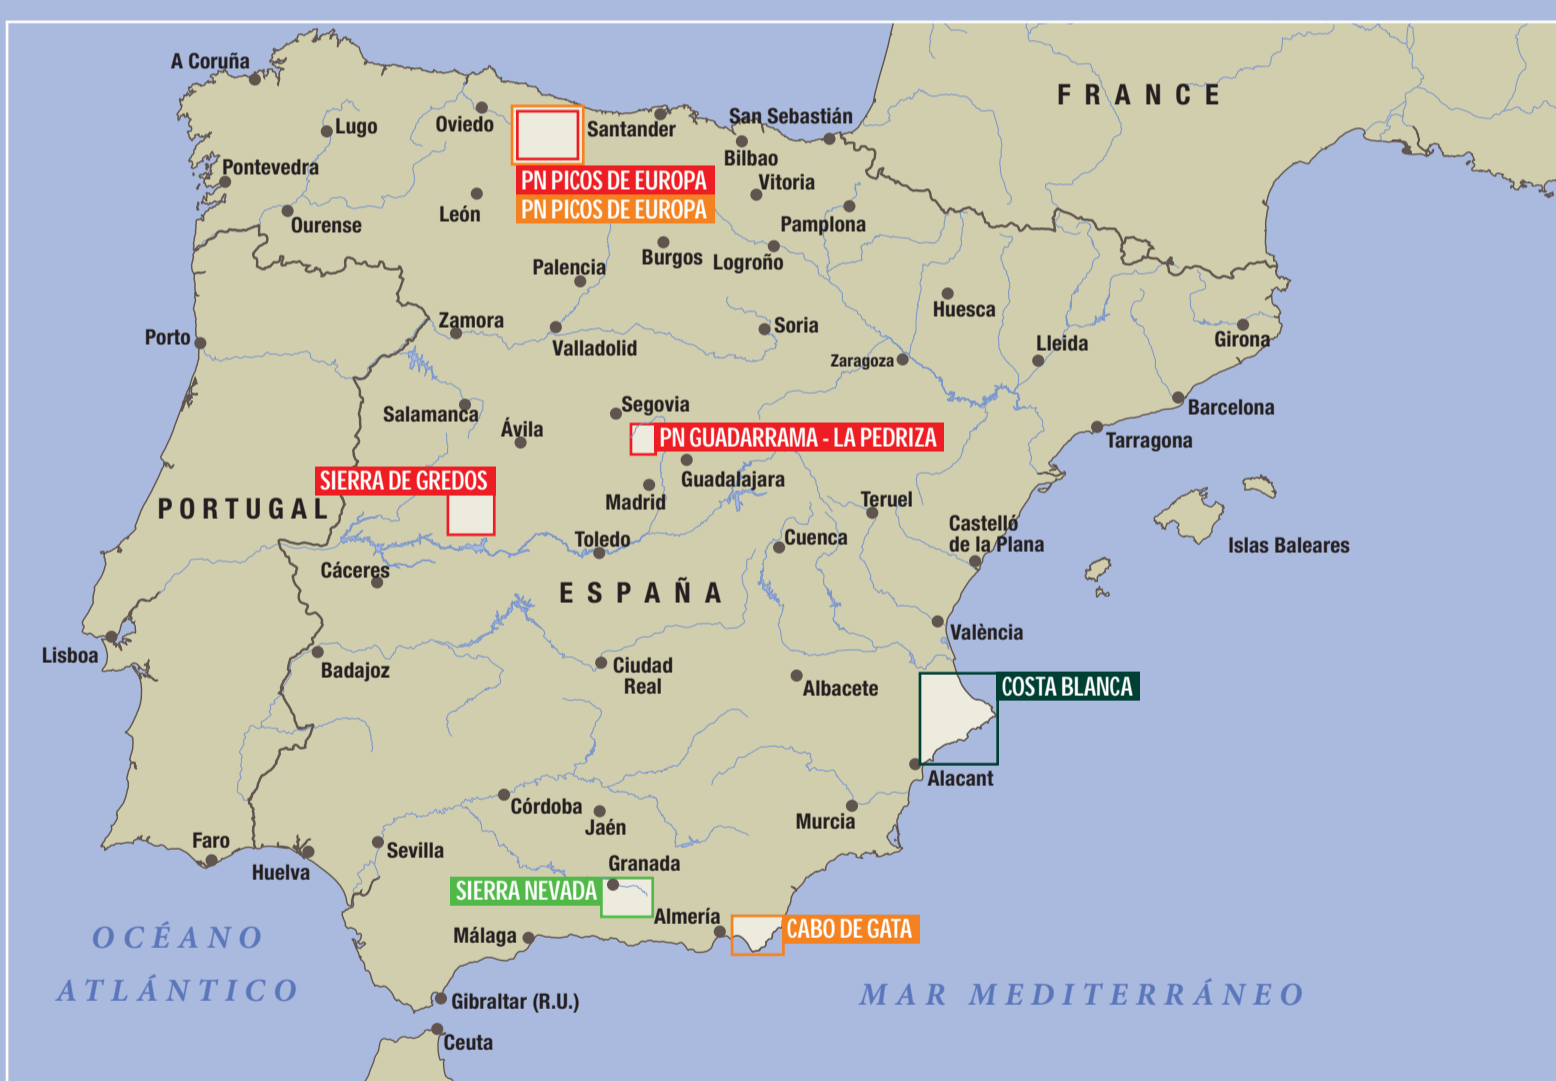 A Coruña
FRANCE
San Sebastián
Oviedo
Santander
Lugo
Bilbao
Pontevedra
PN PICOS DE EUROPA
Vitoria
León
PN PICOS DE EUROPA
Ourense
Pamplona
Burgos
Logroño
Palencia
Huesca
Zamora
Soria
Porto
Valladolid
Girona
Lleida
Zaragoza
Segovia
Barcelona
Salamanca
Ávila
PN GUADARRAMA - LA PEDRIZA
Tarragona
SIERRA DE GREDOS
Guadalajara
Madrid
Teruel
PORTUGAL
Castelló
de la Plana
Toledo
Cuenca
Islas Baleares
Cáceres
ESPAÑA
València
Lisboa
Badajoz
Ciudad
Real
Albacete
COSTA BLANCA
Alacant
Córdoba
Jaén
Murcia
Faro
Sevilla
Huelva
Granada
SIERRA NEVADA
Almería
CABO DE GATA
Málaga
OCÉANO
ATLÁNTICO
MAR MEDITERRÁNEO
Gibraltar (R.U.)
Ceuta